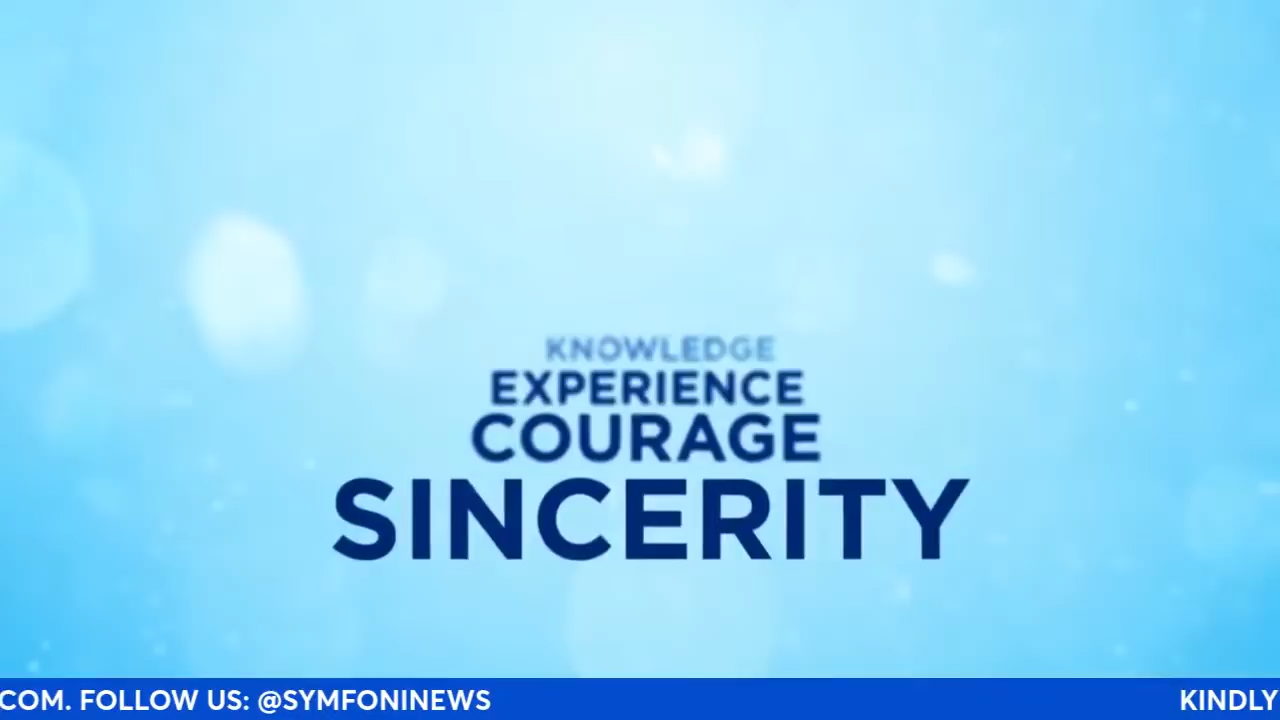 KNOWLEDGE
EXPERIENCE
COURAGE
SINCERITY
COM. FOLLOW US: @SYMFONINEWS KINDLY